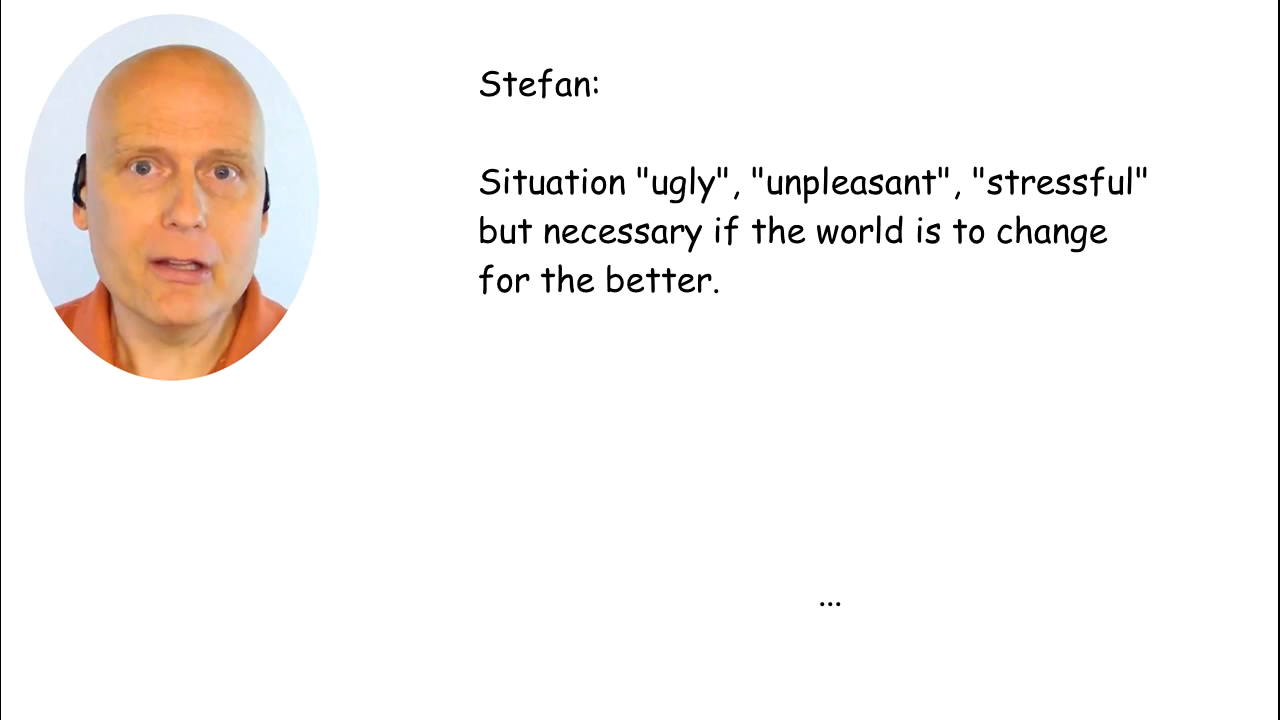 Stefan:
Situation "ugly", "unpleasant", "stressful"
but necessary if the world is to change
for the better.
...